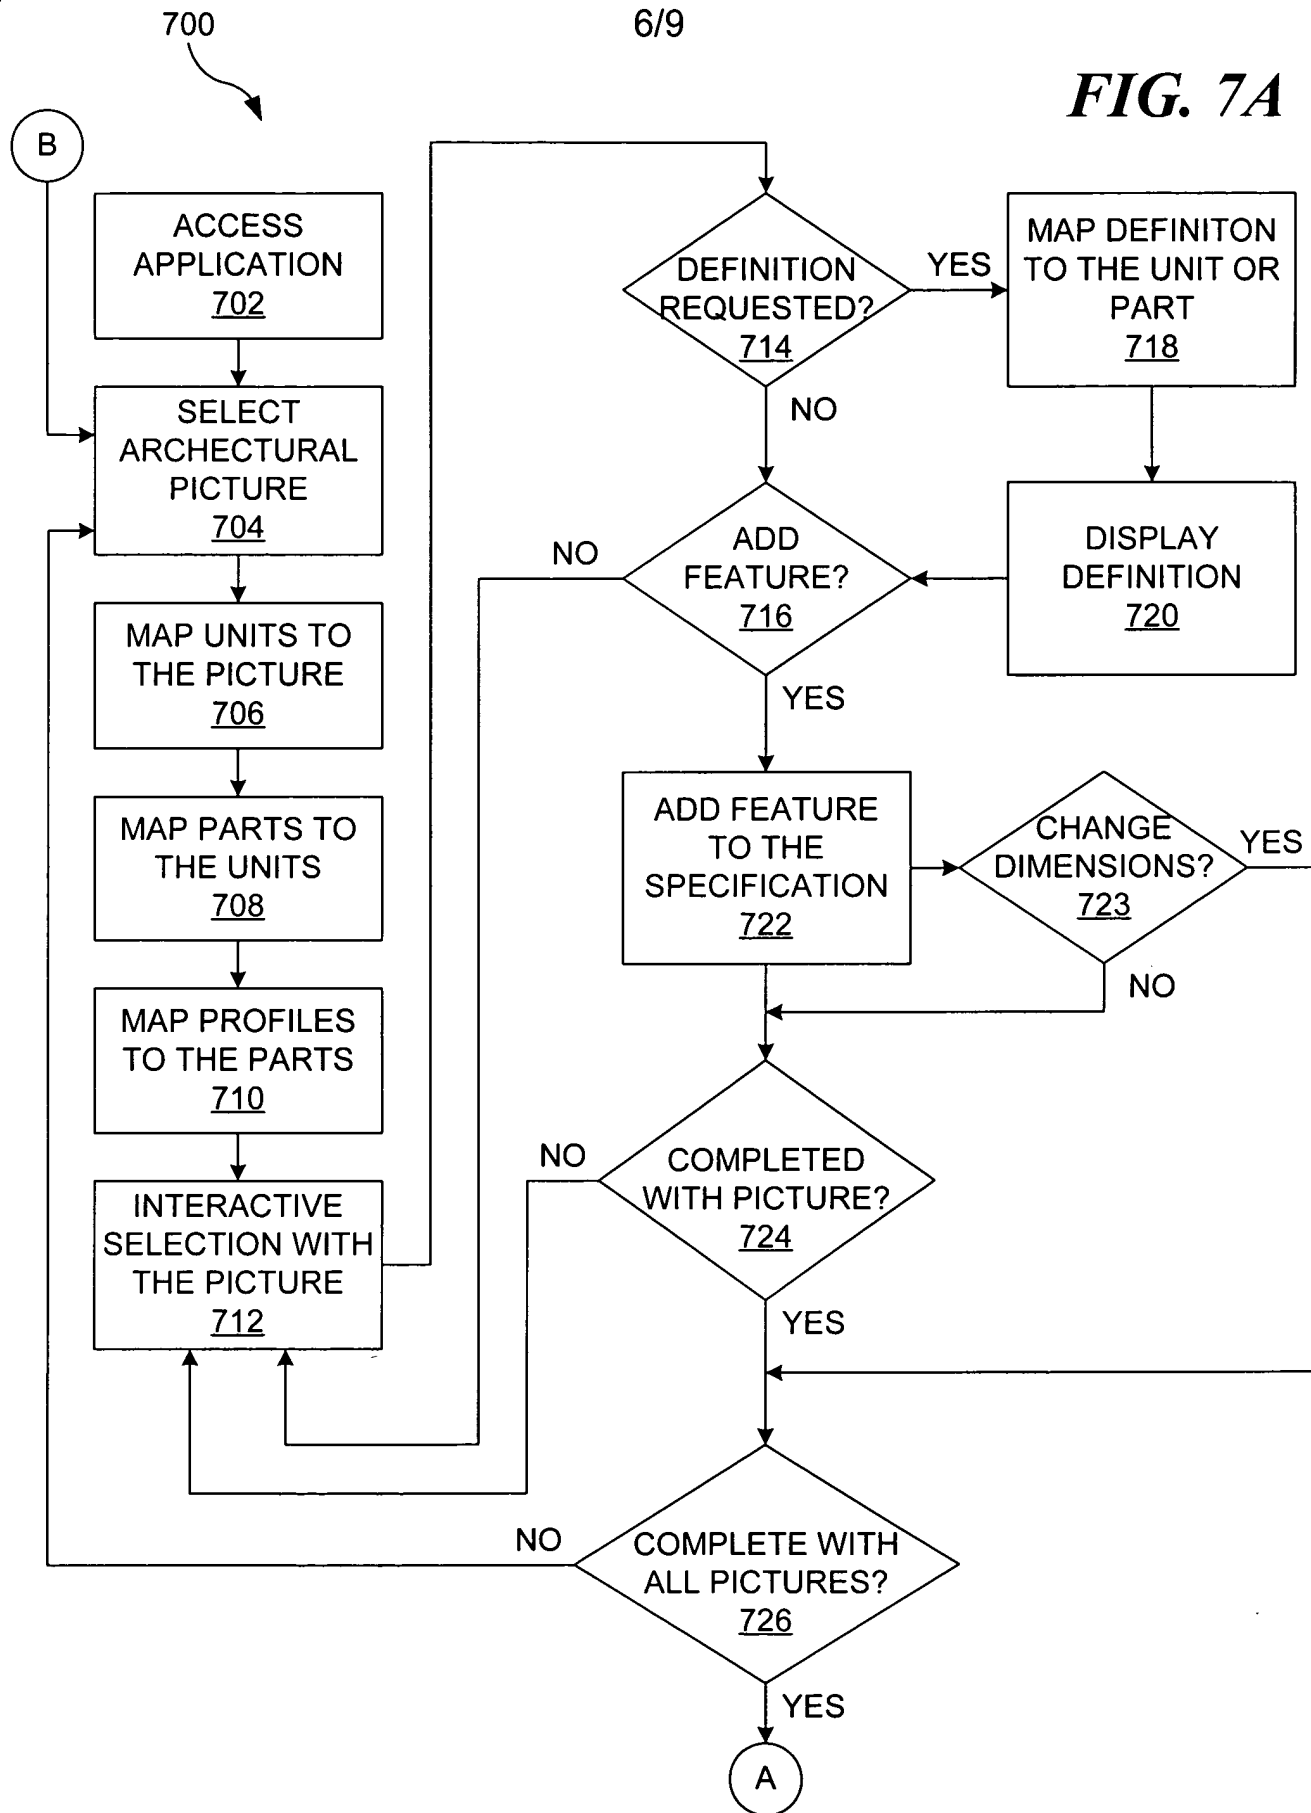 700
6/9
FIG. 7A
B
ACCESS
APPLICATION
702
SELECT
ARCHECTURAL
PICTURE
704
MAP UNITS TO
THE PICTURE
706
MAP PARTS TO
THE UNITS
708
MAP PROFILES
TO THE PARTS
710
INTERACTIVE
SELECTION WITH
THE PICTURE
712
DEFINITION
REQUESTED?
714
YES
MAP DEFINITON
TO THE UNIT OR
PART
718
NO
DISPLAY
DEFINITION
720
ADD
FEATURE?
716
NO
YES
ADD FEATURE
TO THE
SPECIFICATION
722
CHANGE
DIMENSIONS?
723
YES
NO
COMPLETED
WITH PICTURE?
724
NO
YES
COMPLETE WITH
ALL PICTURES?
726
NO
YES
A